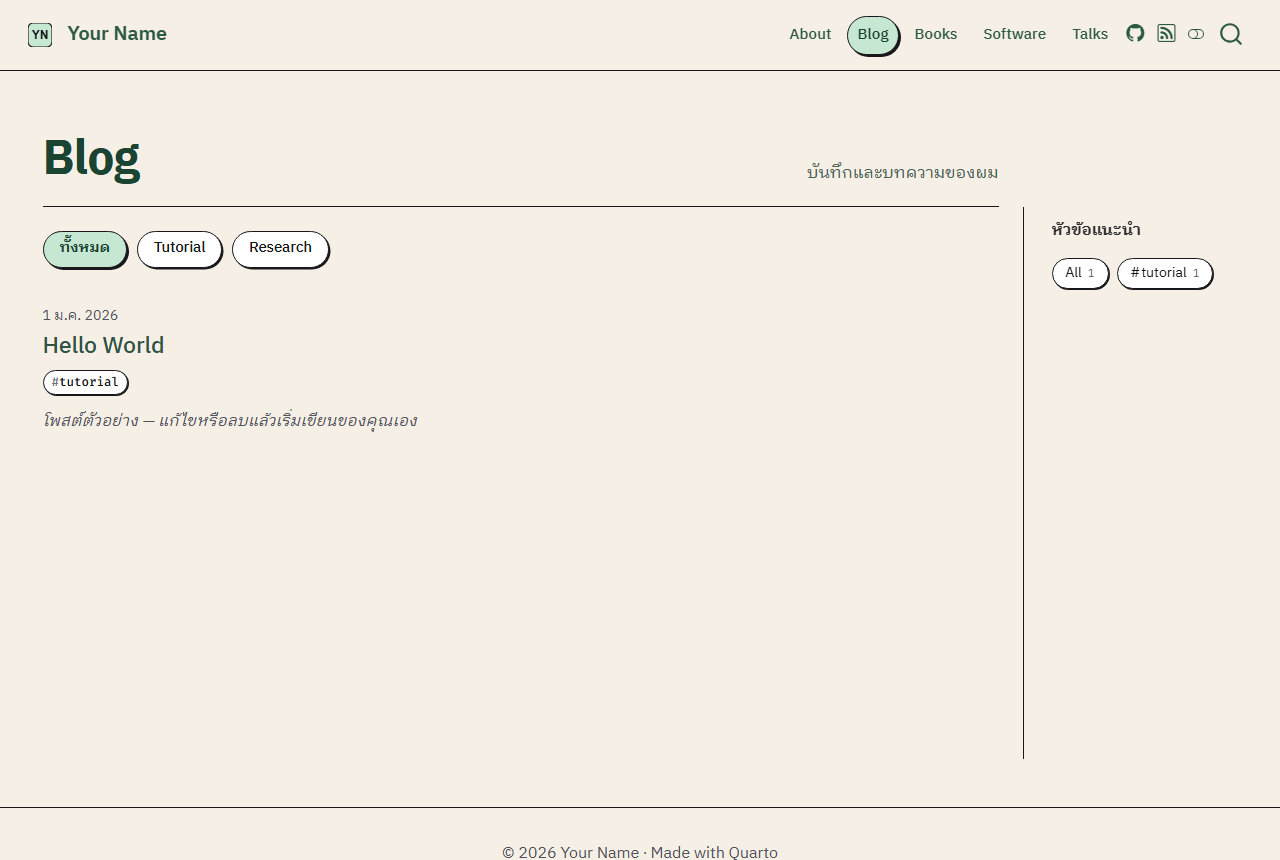 YN Your Name About Blog Books Software Talks
Blog
บันทึกและบทความของผม
ทั้งหมด Tutorial Research
หัวข้อแนะนำ
All 1 #tutorial 1
1 ม.ค. 2026
Hello World
#tutorial
โพสต์ตัวอย่าง — แก้ไขหรือลบแล้วเริ่มเขียนของคุณเอง
© 2026 Your Name · Made with Quarto